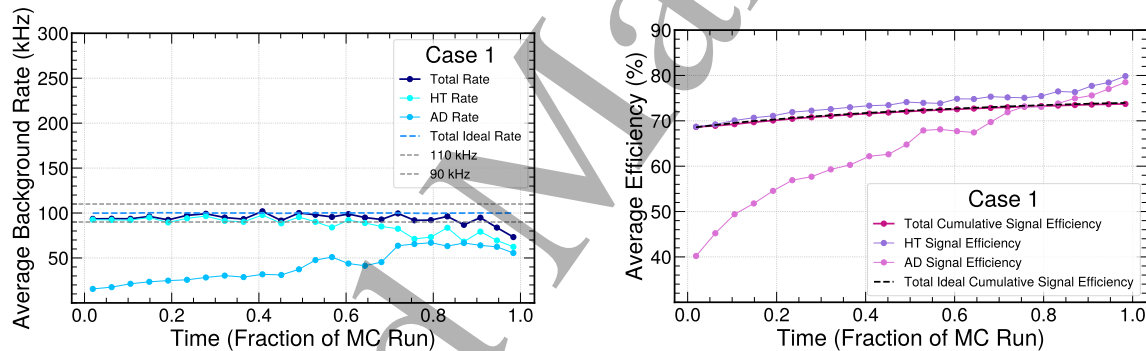 Average Background Rate (kHz)
300
250
200
150
100
50
Case 1
Total Rate
HT Rate
AD Rate
Total Ideal Rate
110 kHz
90 kHz
0.0 0.2 0.4 0.6 0.8 1.0
Time (Fraction of MC Run)
Average Efficiency (%)
90
80
70
60
50
40
Case 1
Total Cumulative Signal Efficiency
HT Signal Efficiency
AD Signal Efficiency
Total Ideal Cumulative Signal Efficiency
0.0 0.2 0.4 0.6 0.8 1.0
Time (Fraction of MC Run)